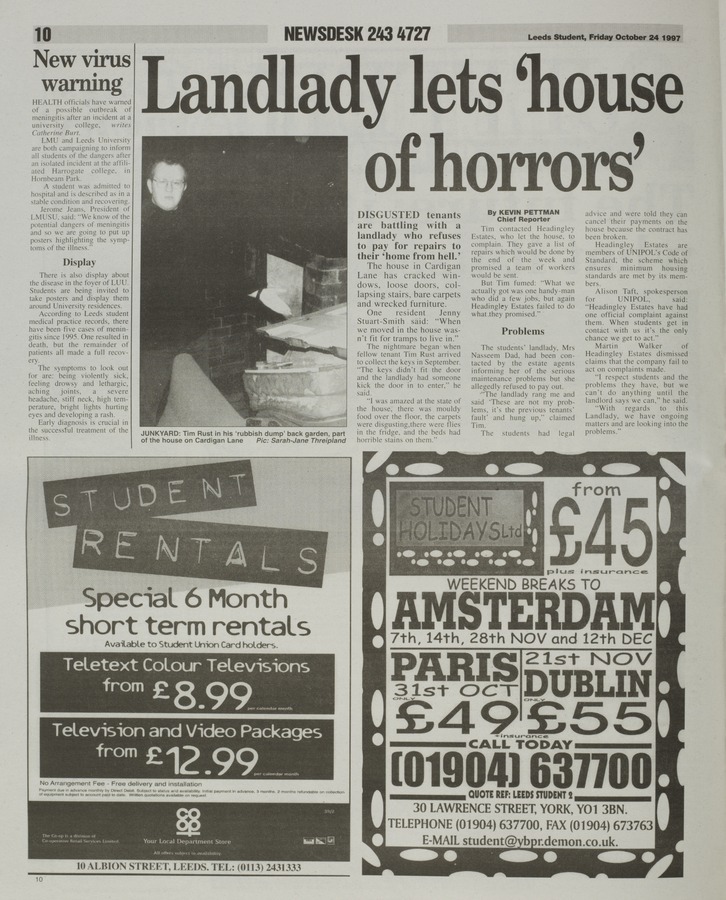 10
NEWSDESK 243 4727
Leeds Student, Friday October 24 1997
New virus
warning
HEALTH officials have warned
of a possible outbreak of
meningitis after an incident at a
university college, writes
Catherine Burt.
LMU and Leeds University
are both campaigning to inform
all students of the dangers after
an isolated incident at the affili-
ated Harrogate college, in
Hornbeam Park.
A student was admitted to
hospital and is described as in a
stable condition and recovering.
Jerome Jeans, President of
LMUSU, said: "We know of the
potential dangers of meningitis
and so we are going to put up
posters highlighting the symp-
toms of the illness."
Display
There is also display about
the disease in the foyer of LUU.
Students are being invited to
take posters and display them
around University residences.
According to Leeds student
medical practice records, there
have been five cases of menin-
gitis since 1995. One resulted in
death, but the remainder of
patients all made a full recov-
ery.
The symptoms to look out
for are: being violently sick,
feeling drowsy and lethargic,
aching joints, a severe
headache, stiff neck, high tem-
perature, bright lights hurting
eyes and developing a rash.
Early diagnosis is crucial in
the successful treatment of the
illness.
Landlady lets 'house
of horrors'
JUNKYARD: Tim Rust in his 'rubbish dump' back garden, part
of the house on Cardigan Lane Pic: Sarah-Jane Threipland
DISGUSTED tenants
are battling with a
landlady who refuses
to pay for repairs to
their 'home from hell.'
The house in Cardigan
Lane has cracked win-
dows, loose doors, col-
lapsing stairs, bare carpets
and wrecked furniture.
One resident Jenny
Stuart-Smith said: "When
we moved in the house was-
n't fit for tramps to live in."
The nightmare began when
fellow tenant Tim Rust arrived
to collect the keys in September.
"The keys didn't fit the door
and the landlady had someone
kick the door in to enter," he
said.
"I was amazed at the state of
the house, there was mouldy
food over the floor, the carpets
were disgusting,there were flies
in the fridge, and the beds had
horrible stains on them."
By KEVIN PETTMAN
Chief Reporter
Tim contacted Headingley
Estates, who let the house, to
complain. They gave a list of
repairs which would be done by
the end of the week and
promised a team of workers
would be sent.
But Tim fumed: "What we
actually got was one handy-man
who did a few jobs, but again
Headingley Estates failed to do
what they promised."
Problems
The students' landlady, Mrs
Nasseem Dad, had been con-
tacted by the estate agents
informing her of the serious
maintenance problems but she
allegedly refused to pay out.
"The landlady rang me and
said 'These are not my prob-
lems, it's the previous tenants'
fault' and hung up," claimed
Tim.
The students had legal
advice and were told they can
cancel their payments on the
house because the contract has
been broken.
Headingley Estates are
members of UNIPOL's Code of
Standard, the scheme which
ensures minimum housing
standards are met by its mem-
bers.
Alison Taft, spokesperson
for UNIPOL, said:
"Headingley Estates have had
one official complaint against
them. When students get in
contact with us it's the only
chance we get to act."
Martin Walker of
Headingley Estates dismissed
claims that the company fail to
act on complaints made.
"I respect students and the
problems they have, but we
can't do anything until the
landlord says we can," he said.
"With regards to this
Landlady, we have ongoing
matters and are looking into the
problems."
STUDENT
RENTALS
Special 6 Month
short term rentals
Available to Student Union Card holders.
Teletext Colour Televisions
from £8.99
per calendar month
Television and Video Packages
from £12.99
per calendar month
No Arrangement Fee - Free delivery and installation
CO OP
The Co-op is a division of
Co-operative Retail Services Limited.
Your Local Department Store
All offers subject to availability.
10 ALBION STREET, LEEDS. TEL: (0113) 2431333
10
STUDENT
HOLIDAYS Ltd
from
£45
plus insurance
WEEKEND BREAKS TO
AMSTERDAM
7th, 14th, 28th NOV and 12th DEC
PARIS
31st OCT
ONLY
£49
21st NOV
DUBLIN
ONLY
£55
+insurance
CALL TODAY
(01904) 637700
QUOTE REF: LEEDS STUDENT 2
30 LAWRENCE STREET, YORK, YO1 3BN.
TELEPHONE (01904) 637700, FAX (01904) 673763
E-MAIL student@ybpr.demon.co.uk.